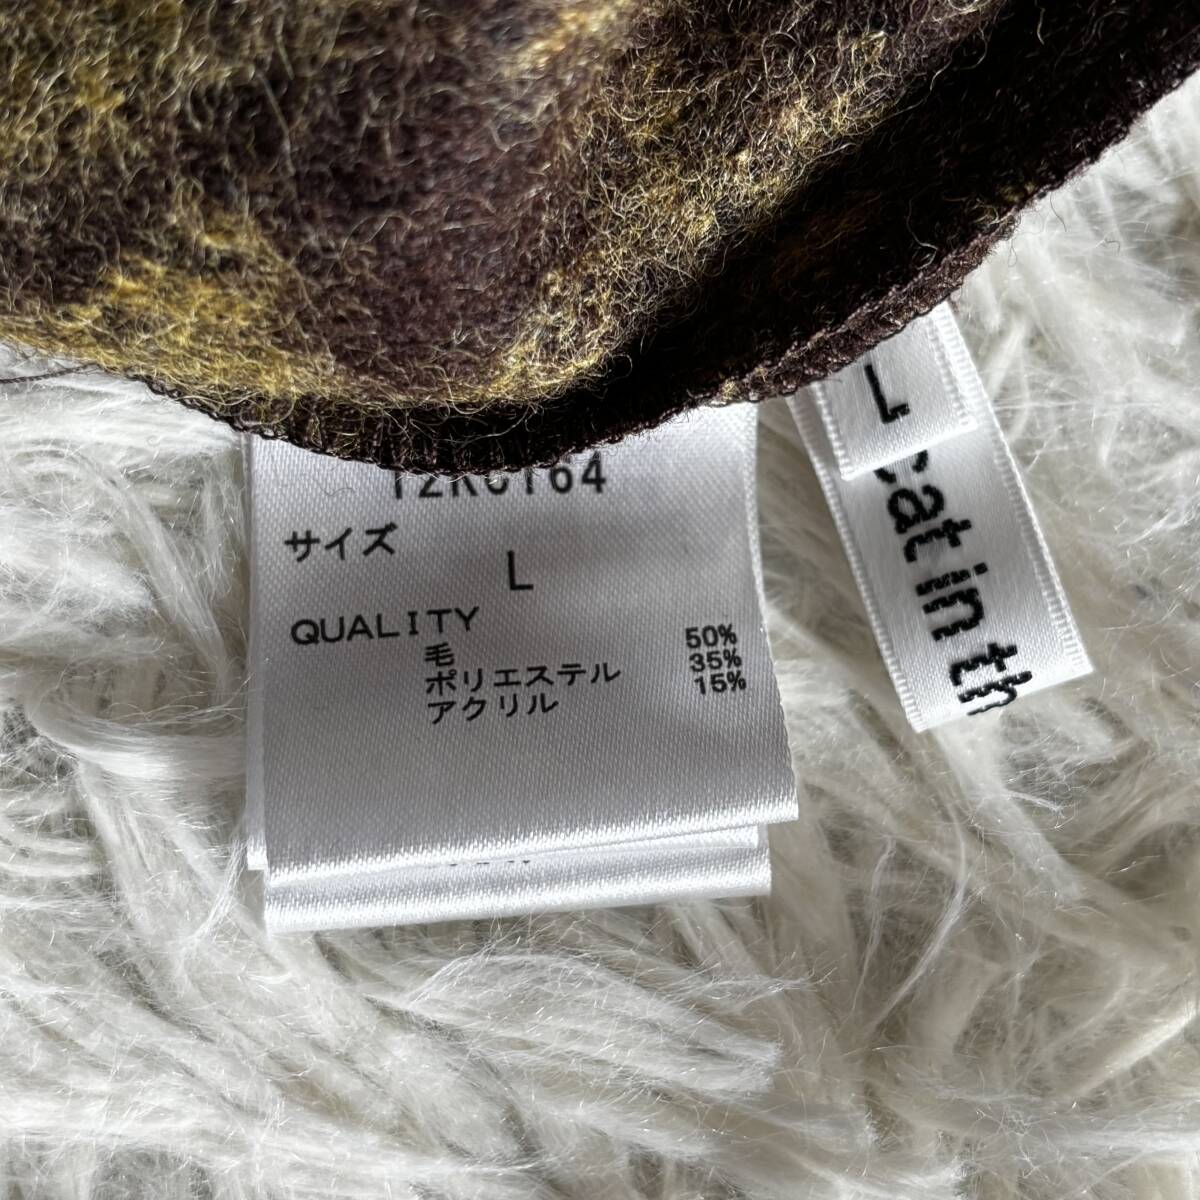 サイズ
L
QUALITY
毛 50%
ポリエステル 35%
アクリル 15%
L
cat in th